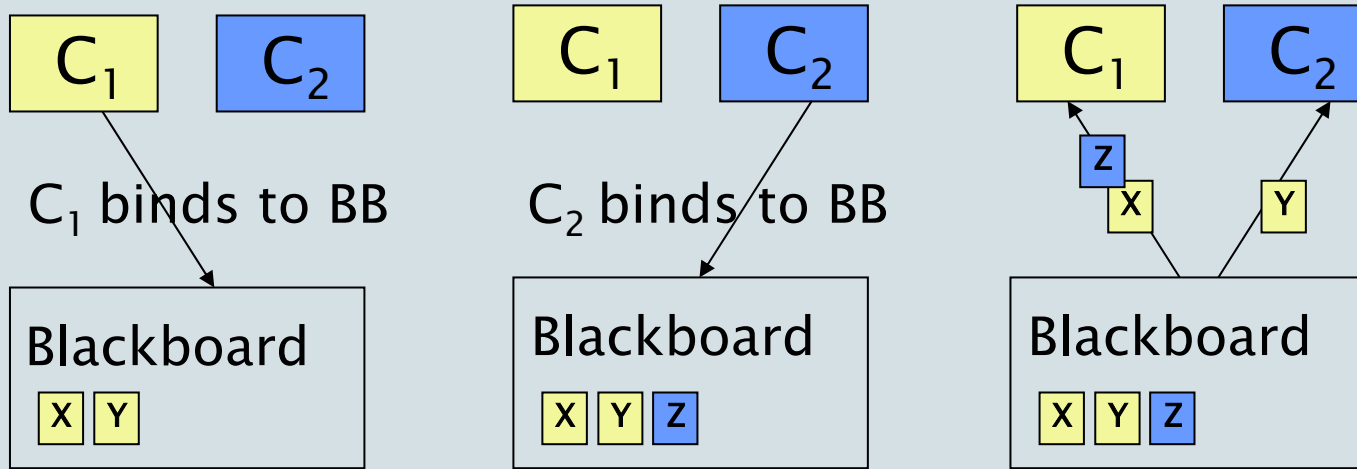 C₁ C₂
C₁ binds to BB
Blackboard
X Y
C₁ C₂
C₂ binds to BB
Blackboard
X Y Z
C₁ C₂
Z
X Y
Blackboard
X Y Z